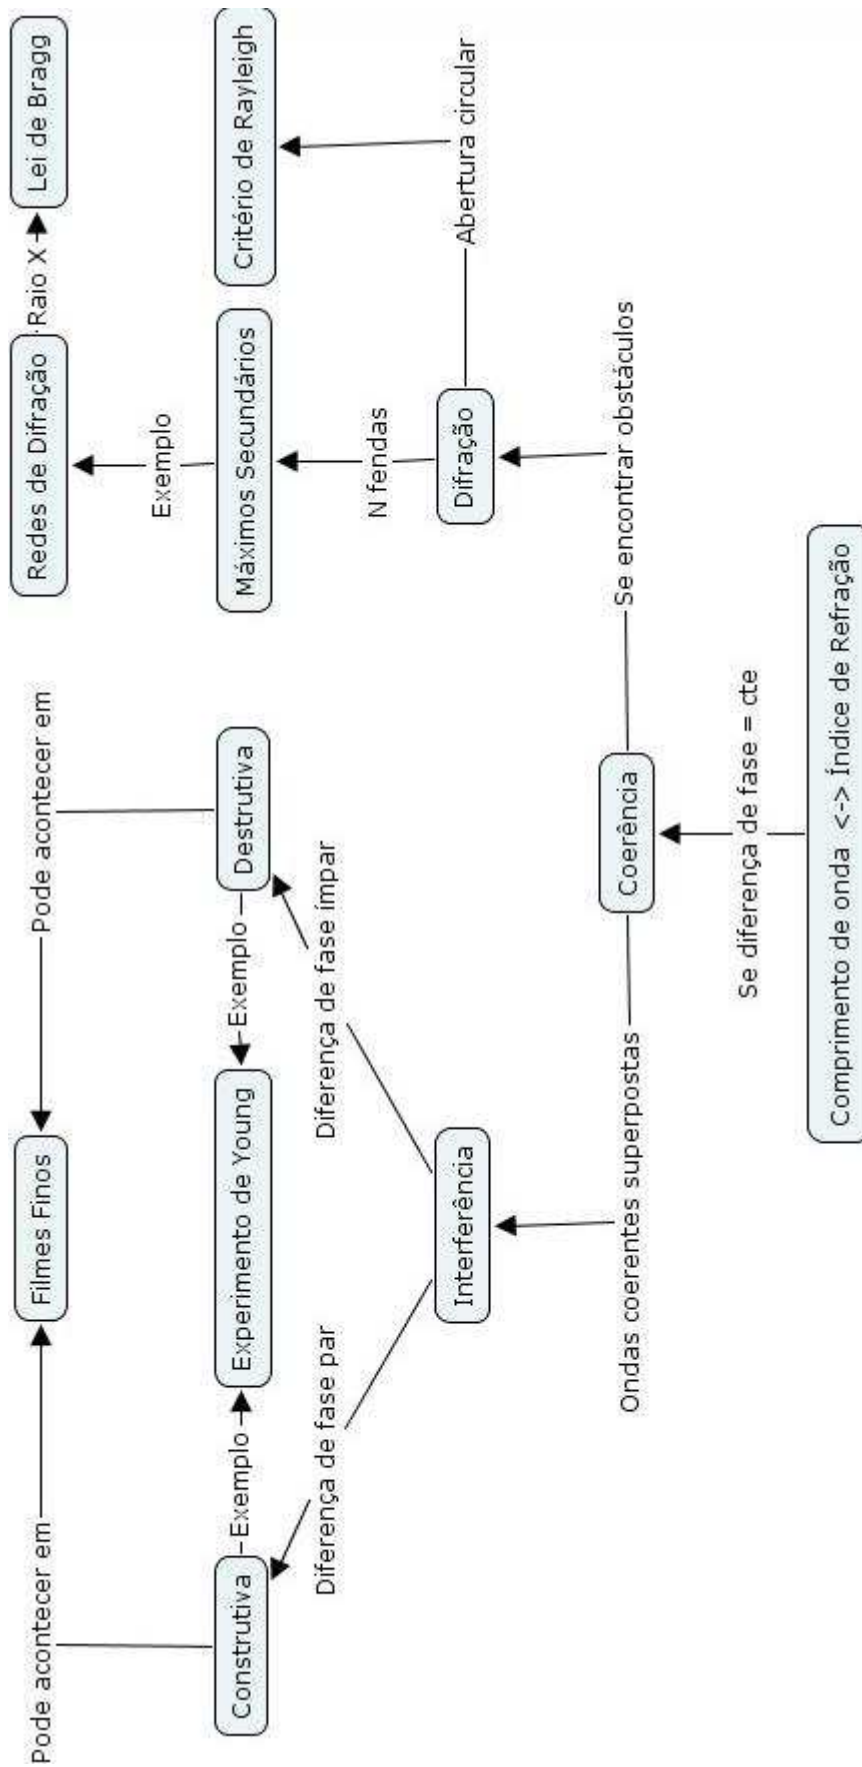 Pode acontecer em
Filmes Finos
Pode acontecer em
Redes de Difração
Raio X
Lei de Bragg
Exemplo
Construtiva
Exemplo
Experimento de Young
Exemplo
Destrutiva
Máximos Secundários
Critério de Rayleigh
Diferença de fase par
Diferença de fase ímpar
N fendas
Abertura circular
Interferência
Difração
Ondas coerentes superpostas
Coerência
Se encontrar obstáculos
Se diferença de fase = cte
Comprimento de onda <-> Índice de Refração